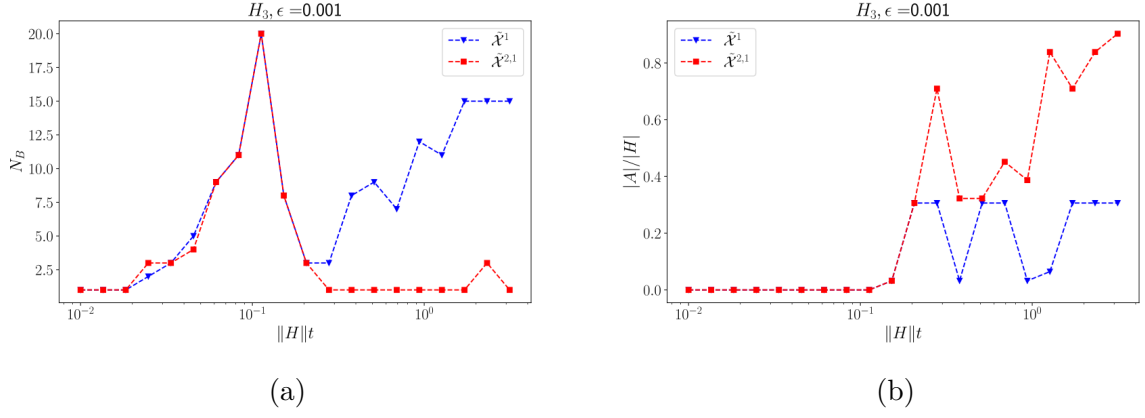 H₃, ϵ =0.001
20.0
17.5
15.0
12.5
10.0
7.5
5.0
2.5
N_B
𝒳̃¹
𝒳̃²,¹
10⁻²
10⁻¹
10⁰
‖H‖t
(a)
H₃, ϵ =0.001
0.8
0.6
0.4
0.2
0.0
|A|/|H|
𝒳̃¹
𝒳̃²,¹
10⁻²
10⁻¹
10⁰
‖H‖t
(b)